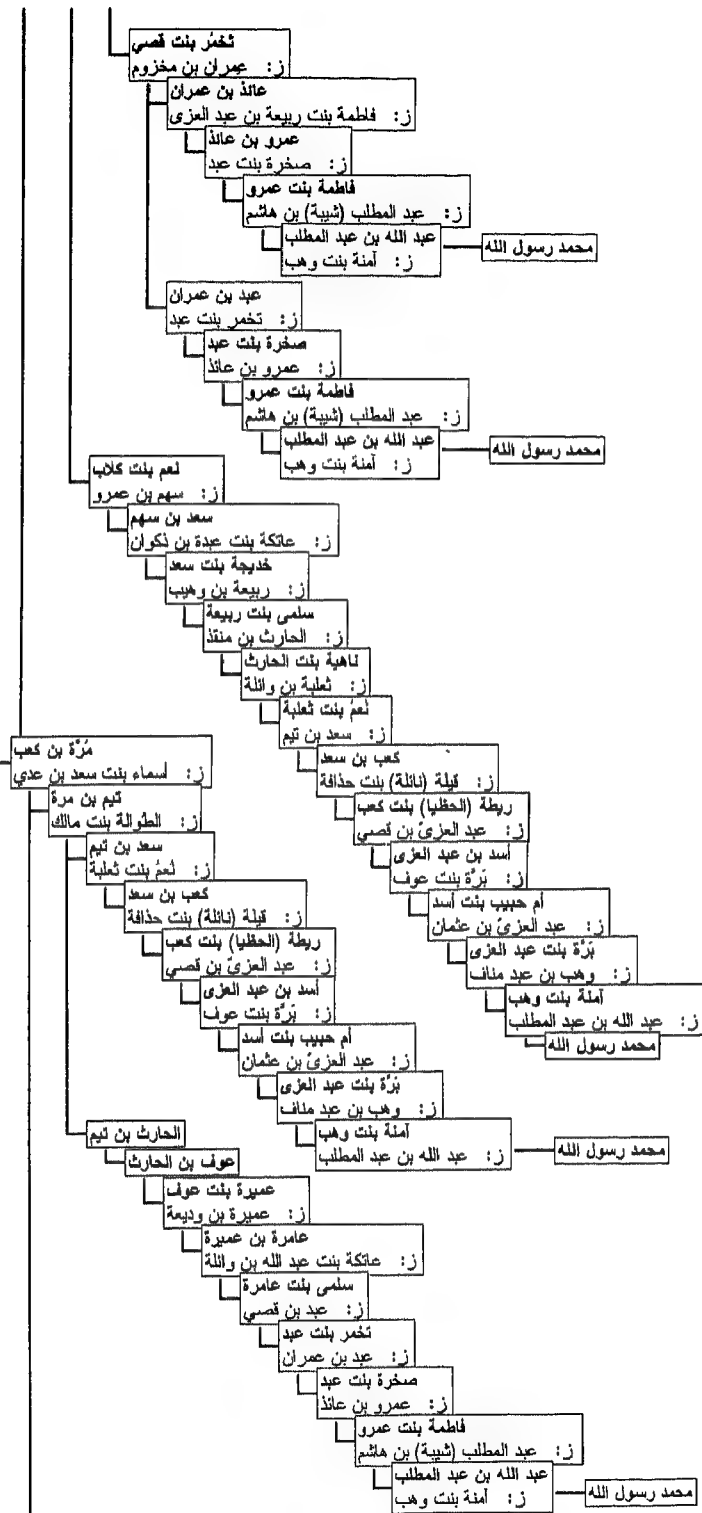 تخمُر بنت قصي
ز: عمران بن مخزوم
عائذ بن عمران
ز: فاطمة بنت ربيعة بن عبد العزى
عمرو بن عائذ
ز: صخرة بنت عبد
فاطمة بنت عمرو
ز: عبد المطلب (شيبة) بن هاشم
عبد الله بن عبد المطلب
ز: آمنة بنت وهب
محمد رسول الله
عبد بن عمران
ز: تخمر بنت عبد
صخرة بنت عبد
ز: عمرو بن عائذ
فاطمة بنت عمرو
ز: عبد المطلب (شيبة) بن هاشم
عبد الله بن عبد المطلب
ز: آمنة بنت وهب
محمد رسول الله
نعم بنت كلاب
ز: سهم بن عمرو
سعد بن سهم
ز: عاتكة بنت عبدة بن ذكوان
خديجة بنت سعد
ز: ربيعة بن وهيب
سلمى بنت ربيعة
ز: الحارث بن منقذ
ناهية بنت الحارث
ز: ثعلبة بن وائلة
نُعمُ بنت ثعلبة
ز: سعد بن تيم
كعب بن سعد
ز: قيلة (نائلة) بنت حذافة
ريطة (الحظيا) بنت كعب
ز: عبد العزىّ بن قصي
أسد بن عبد العزى
ز: بَرَّة بنت عوف
أم حبيب بنت أسد
ز: عبد العزىّ بن عثمان
بَرَّة بنت عبد العزى
ز: وهب بن عبد مناف
آمنة بنت وهب
ز: عبد الله بن عبد المطلب
محمد رسول الله
مُرَّة بن كعب
ز: أسماء بنت سعد بن عدي
تيم بن مرة
ز: الطوالة بنت مالك
سعد بن تيم
ز: نُعمُ بنت ثعلبة
كعب بن سعد
ز: قيلة (نائلة) بنت حذافة
ريطة (الحظيا) بنت كعب
ز: عبد العزىّ بن قصي
أسد بن عبد العزى
ز: بَرَّة بنت عوف
أم حبيب بنت أسد
ز: عبد العزىّ بن عثمان
بَرَّة بنت عبد العزى
ز: وهب بن عبد مناف
آمنة بنت وهب
ز: عبد الله بن عبد المطلب
محمد رسول الله
الحارث بن تيم
عوف بن الحارث
عميرة بنت عوف
ز: عميرة بن وديعة
عامرة بن عميرة
ز: عاتكة بنت عبد الله بن وائلة
سلمى بنت عامرة
ز: عبد بن قصي
تخمر بنت عبد
ز: عبد بن عمران
صخرة بنت عبد
ز: عمرو بن عائذ
فاطمة بنت عمرو
ز: عبد المطلب (شيبة) بن هاشم
عبد الله بن عبد المطلب
ز: آمنة بنت وهب
محمد رسول الله